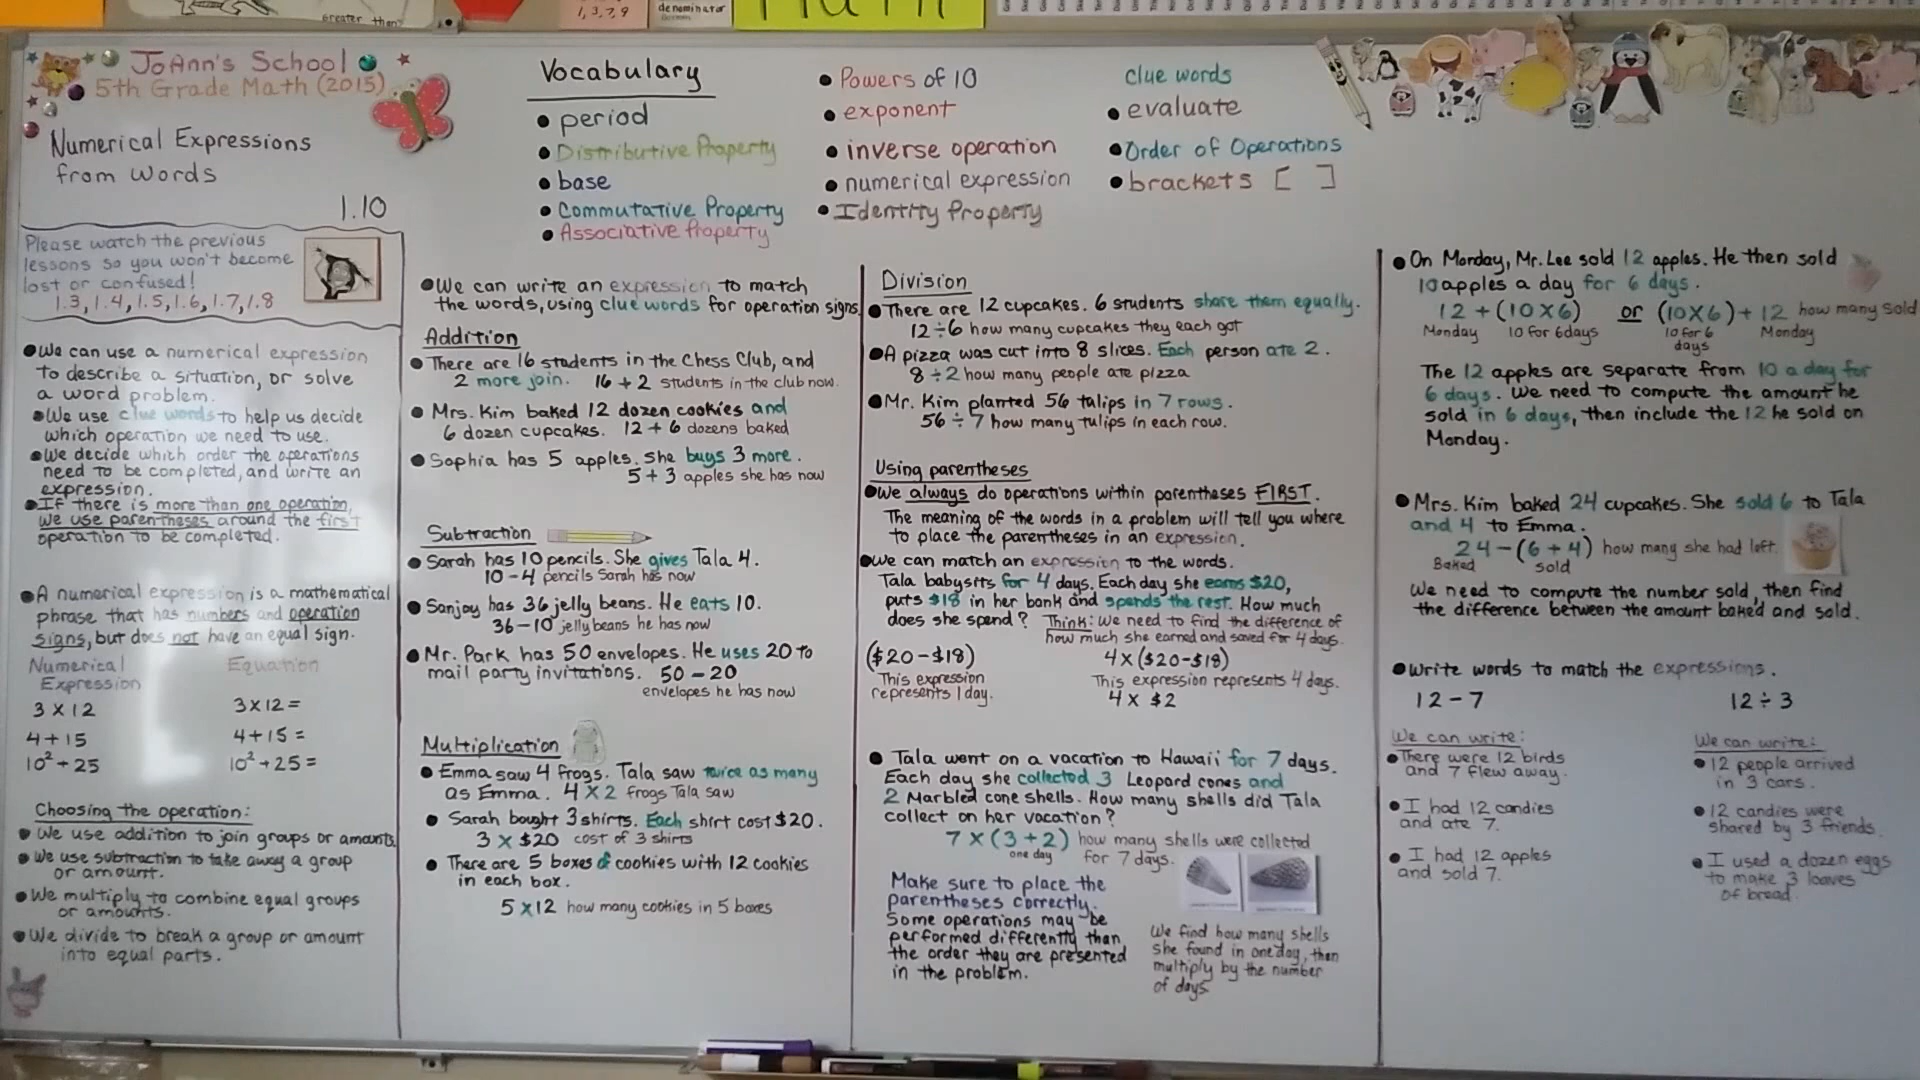 greater than
1,3,7,9
denominator
Math
JoAnn's School
5th Grade Math (2015)
Numerical Expressions
from Words
1.10
Please watch the previous
lessons so you won't become
lost or confused!
1.3, 1.4, 1.5, 1.6, 1.7, 1.8
•We can use a numerical expression
to describe a situation, or solve
a word problem.
•We use clue words to help us decide
which operation we need to use.
•We decide which order the operations
need to be completed, and write an
expression.
•If there is more than one operation,
we use parentheses around the first
operation to be completed.
•A numerical expression is a mathematical
phrase that has numbers and operation
signs, but does not have an equal sign.
Numerical Expression
Equation
3 × 12
3×12=
4+15
4+15=
10²+25
10²+25=
Choosing the operation:
• We use addition to join groups or amounts.
• We use subtraction to take away a group
or amount.
• We multiply to combine equal groups
or amounts.
• We divide to break a group or amount
into equal parts.
Vocabulary
• period
• Distributive Property
• base
• Commutative Property
• Associative Property
• Powers of 10
• exponent
• inverse operation
• numerical expression
• Identity Property
clue words
• evaluate
• Order of Operations
• brackets [ ]
•We can write an expression to match
the words, using clue words for operation signs.
Addition
• There are 16 students in the Chess Club, and
2 more join. 16+2 students in the club now.
• Mrs. Kim baked 12 dozen cookies and
6 dozen cupcakes. 12+6 dozens baked
• Sophia has 5 apples. She buys 3 more.
5+3 apples she has now
Subtraction
• Sarah has 10 pencils. She gives Tala 4.
10-4 pencils Sarah has now
• Sanjoy has 36 jelly beans. He eats 10.
36-10 jelly beans he has now
• Mr. Park has 50 envelopes. He uses 20 to
mail party invitations. 50-20
envelopes he has now
Multiplication
• Emma saw 4 frogs. Tala saw twice as many
as Emma. 4×2 frogs Tala saw
• Sarah bought 3 shirts. Each shirt cost $20.
3 × $20 cost of 3 shirts
• There are 5 boxes of cookies with 12 cookies
in each box.
5×12 how many cookies in 5 boxes
Division
•There are 12 cupcakes. 6 students share them equally.
12÷6 how many cupcakes they each got
•A pizza was cut into 8 slices. Each person ate 2.
8÷2 how many people ate pizza
•Mr. Kim planted 56 tulips in 7 rows.
56÷7 how many tulips in each row.
Using parentheses
•We always do operations within parentheses FIRST.
The meaning of the words in a problem will tell you where
to place the parentheses in an expression.
•We can match an expression to the words.
Tala babysits for 4 days. Each day she earns $20,
puts $18 in her bank and spends the rest. How much
does she spend? Think: We need to find the difference of
how much she earned and saved for 4 days.
($20-$18)
This expression
represents 1 day.
4×($20-$18)
This expression represents 4 days.
4× $2
• Tala went on a vacation to Hawaii for 7 days.
Each day she collected 3 Leopard cones and
2 Marbled cone shells. How many shells did Tala
collect on her vacation?
7×(3+2) how many shells were collected
one day for 7 days.
Make sure to place the
parentheses correctly.
Some operations may be
performed differently than
the order they are presented
in the problem.
We find how many shells
she found in one day, then
multiply by the number
of days
• On Monday, Mr. Lee sold 12 apples. He then sold
10 apples a day for 6 days.
12+(10×6) or (10×6)+12 how many sold
Monday 10 for 6 days 10 for 6 days Monday
The 12 apples are separate from 10 a day for
6 days. We need to compute the amount he
sold in 6 days, then include the 12 he sold on
Monday.
• Mrs. Kim baked 24 cupcakes. She sold 6 to Tala
and 4 to Emma.
24-(6+4) how many she had left.
Baked sold
We need to compute the number sold, then find
the difference between the amount baked and sold.
•Write words to match the expressions.
12-7
12÷3
We can write:
•There were 12 birds
and 7 flew away.
• I had 12 candies
and ate 7.
• I had 12 apples
and sold 7.
We can write:
• 12 people arrived
in 3 cars.
• 12 candies were
shared by 3 friends.
• I used a dozen eggs
to make 3 loaves
of bread.